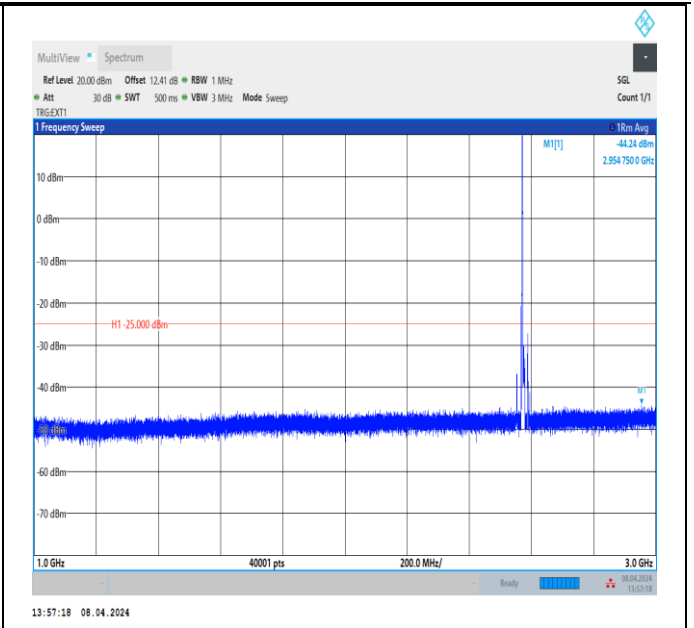 R S
MultiView Spectrum
Ref Level 20.00 dBm Offset 12.41 dB RBW 1 MHz SGL
Att 30 dB SWT 500 ms VBW 3 MHz Mode Sweep Count 1/1
TRG:EXT1
1 Frequency Sweep 1Rm Avg
M1[1] -44.24 dBm
2.954 750 0 GHz
10 dBm
0 dBm
-10 dBm
-20 dBm
H1 -25.000 dBm
-30 dBm
-40 dBm
M1
-50 dBm
-60 dBm
-70 dBm
1.0 GHz 40001 pts 200.0 MHz/ 3.0 GHz
- - Ready 08.04.2024
13:57:18
13:57:18 08.04.2024